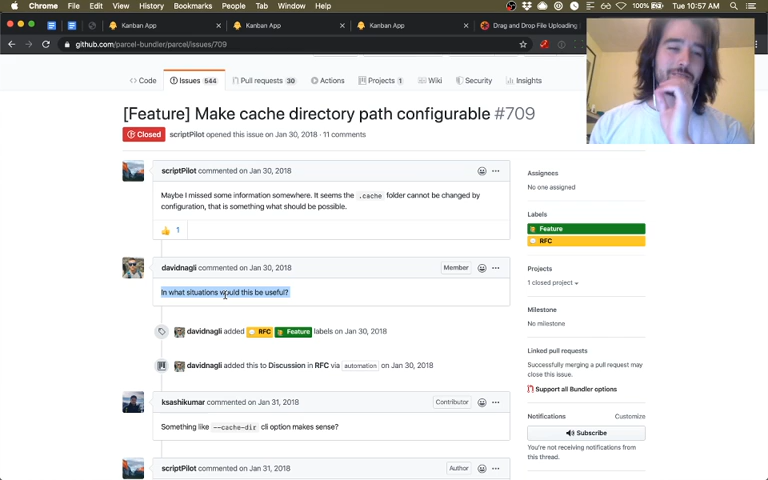 Chrome File Edit View History Bookmarks People Tab Window Help 100% Tue 10:57 AM
Kanban App Kanban App Kanban App Drag and Drop File Uploading
github.com/parcel-bundler/parcel/issues/709
Code Issues 544 Pull requests 30 Actions Projects 1 Wiki Security Insights
[Feature] Make cache directory path configurable #709
Closed scriptPilot opened this issue on Jan 30, 2018 · 11 comments
scriptPilot commented on Jan 30, 2018
Maybe I missed some information somewhere. It seems the .cache folder cannot be changed by
configuration, that is something what should be possible.
1
davidnagli commented on Jan 30, 2018 Member
In what situations would this be useful?
davidnagli added RFC Feature labels on Jan 30, 2018
davidnagli added this to Discussion in RFC via automation on Jan 30, 2018
ksashikumar commented on Jan 31, 2018 Contributor
Something like --cache-dir cli option makes sense?
scriptPilot commented on Jan 31, 2018 Author
Assignees
No one assigned
Labels
Feature
RFC
Projects
1 closed project
Milestone
No milestone
Linked pull requests
Successfully merging a pull request may
close this issue.
Support all Bundler options
Notifications Customize
Subscribe
You're not receiving notifications from
this thread.